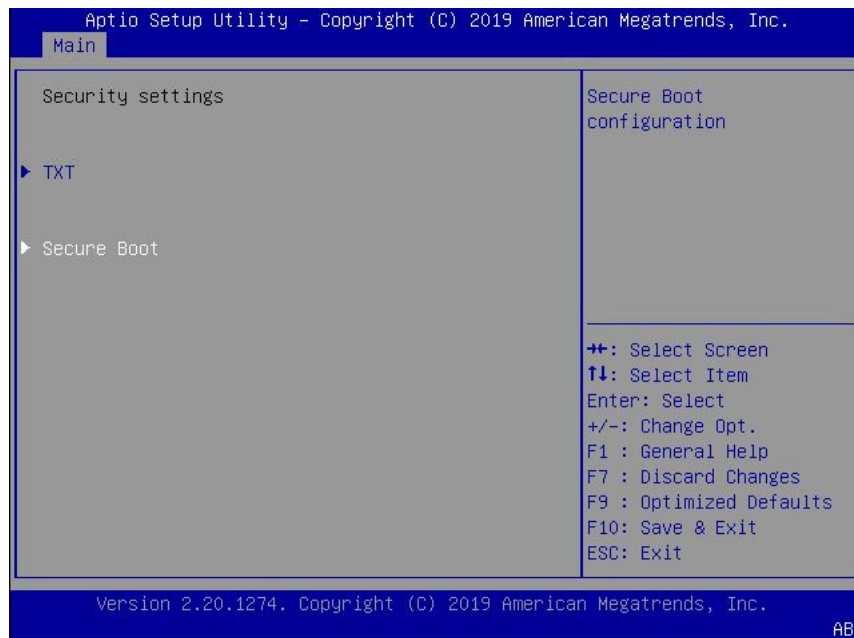 Aptio Setup Utility – Copyright (C) 2019 American Megatrends, Inc.
Main
Security settings
TXT
Secure Boot
Secure Boot
configuration
→←: Select Screen
↑↓: Select Item
Enter: Select
+/-: Change Opt.
F1 : General Help
F7 : Discard Changes
F9 : Optimized Defaults
F10: Save & Exit
ESC: Exit
Version 2.20.1274. Copyright (C) 2019 American Megatrends, Inc.
AB